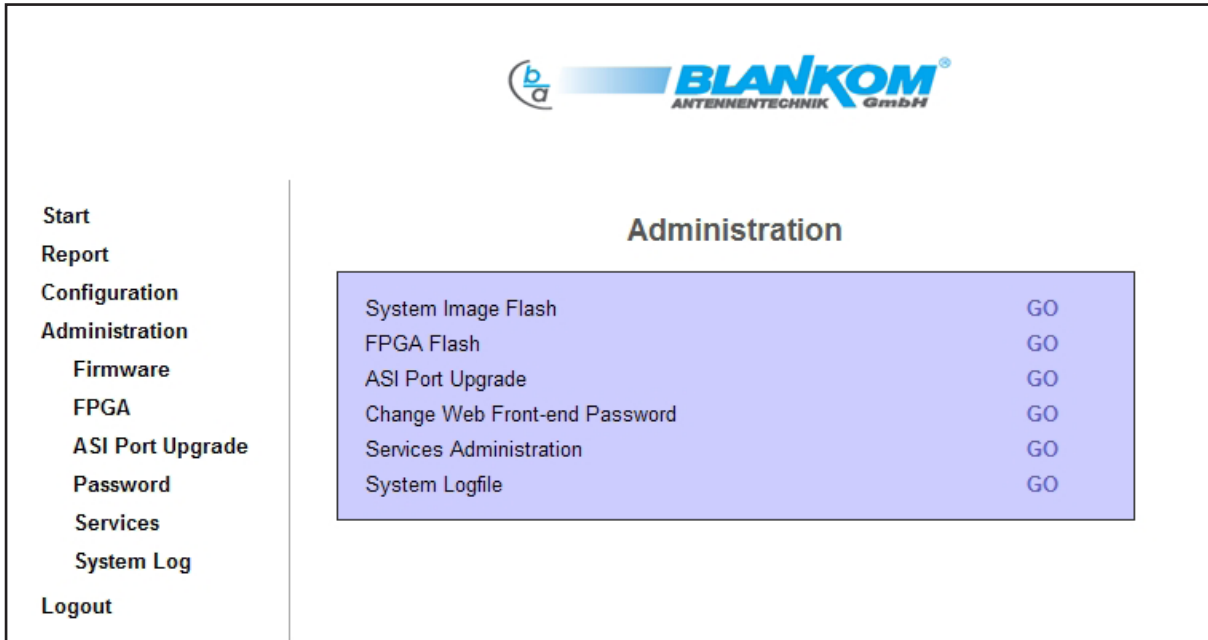 b
a
BLANKOM®
ANTENNENTECHNIK GmbH
Start
Report
Configuration
Administration
Firmware
FPGA
ASI Port Upgrade
Password
Services
System Log
Logout
Administration
System Image Flash GO
FPGA Flash GO
ASI Port Upgrade GO
Change Web Front-end Password GO
Services Administration GO
System Logfile GO